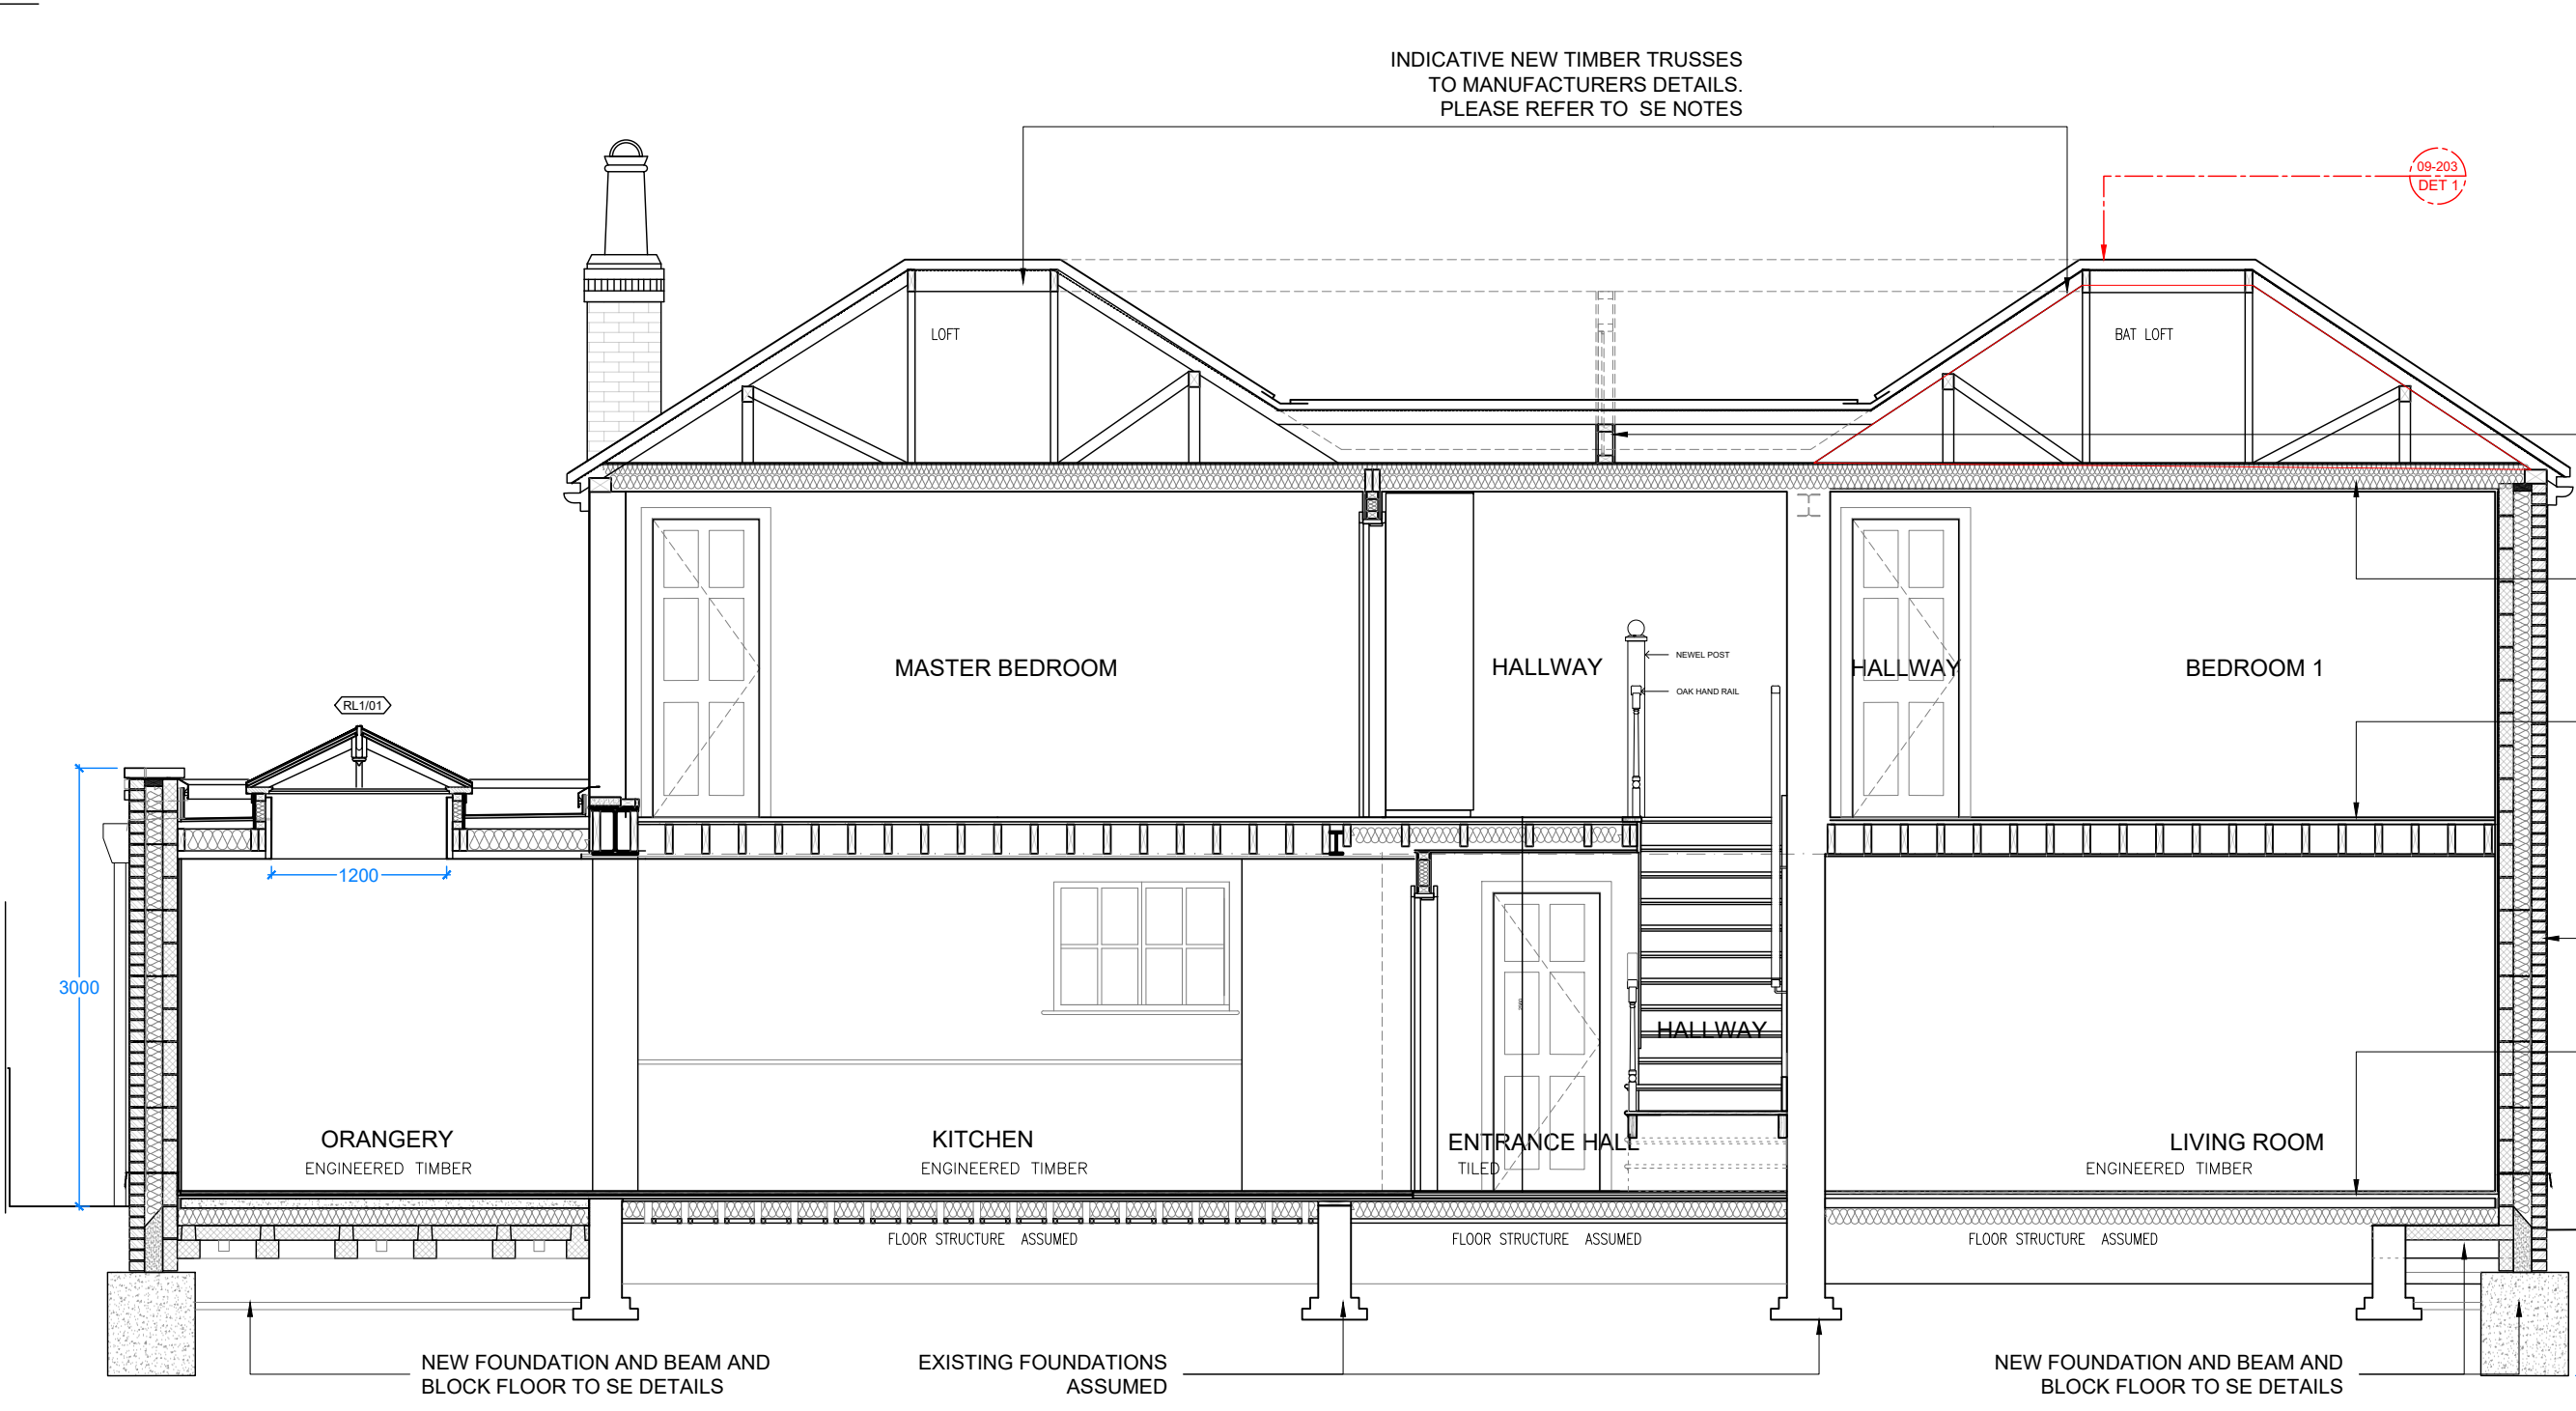 INDICATIVE NEW TIMBER TRUSSES
TO MANUFACTURERS DETAILS.
PLEASE REFER TO SE NOTES
09-203
DET 1
LOFT
BAT LOFT
MASTER BEDROOM
HALLWAY
NEWEL POST
OAK HAND RAIL
HALLWAY
BEDROOM 1
RL1/01
1200
3000
HALLWAY
ORANGERY
ENGINEERED TIMBER
KITCHEN
ENGINEERED TIMBER
ENTRANCE HALL
TILED
LIVING ROOM
ENGINEERED TIMBER
FLOOR STRUCTURE ASSUMED
FLOOR STRUCTURE ASSUMED
FLOOR STRUCTURE ASSUMED
NEW FOUNDATION AND BEAM AND
BLOCK FLOOR TO SE DETAILS
EXISTING FOUNDATIONS
ASSUMED
NEW FOUNDATION AND BEAM AND
BLOCK FLOOR TO SE DETAILS